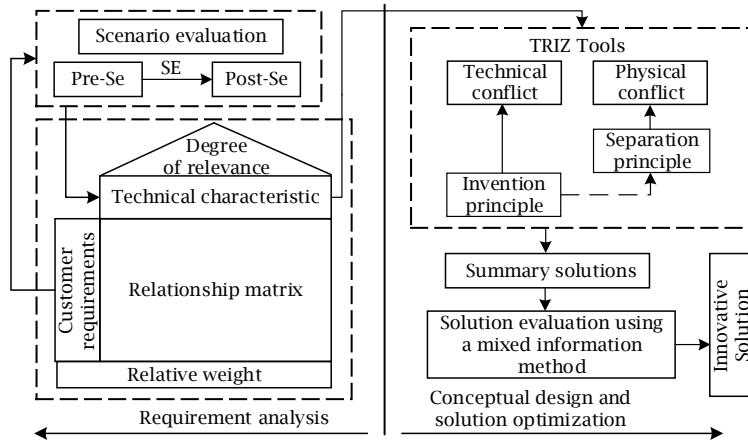 Scenario evaluation
Pre-Se
SE
Post-Se
Degree
of relevance
Technical characteristic
Customer
requirements
Relationship matrix
Relative weight
Requirement analysis
TRIZ Tools
Technical
conflict
Physical
conflict
Separation
principle
Invention
principle
Summary solutions
Solution evaluation using
a mixed information
method
Innovative
Solution
Conceptual design and
solution optimization